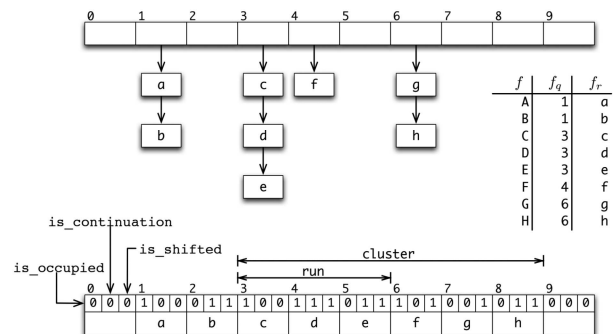 0 1 2 3 4 5 6 7 8 9
a c f g
b d h
e
f f_q f_r
A 1 a
B 1 b
C 3 c
D 3 d
E 3 e
F 4 f
G 6 g
H 6 h
is_continuation
is_shifted
is_occupied
cluster
run
0 1 2 3 4 5 6 7 8 9
0 0 0 1 0 0 0 1 1 1 0 0 1 1 1 0 1 1 1 0 1 0 0 1 0 1 1 0 0 0
a b c d e f g h